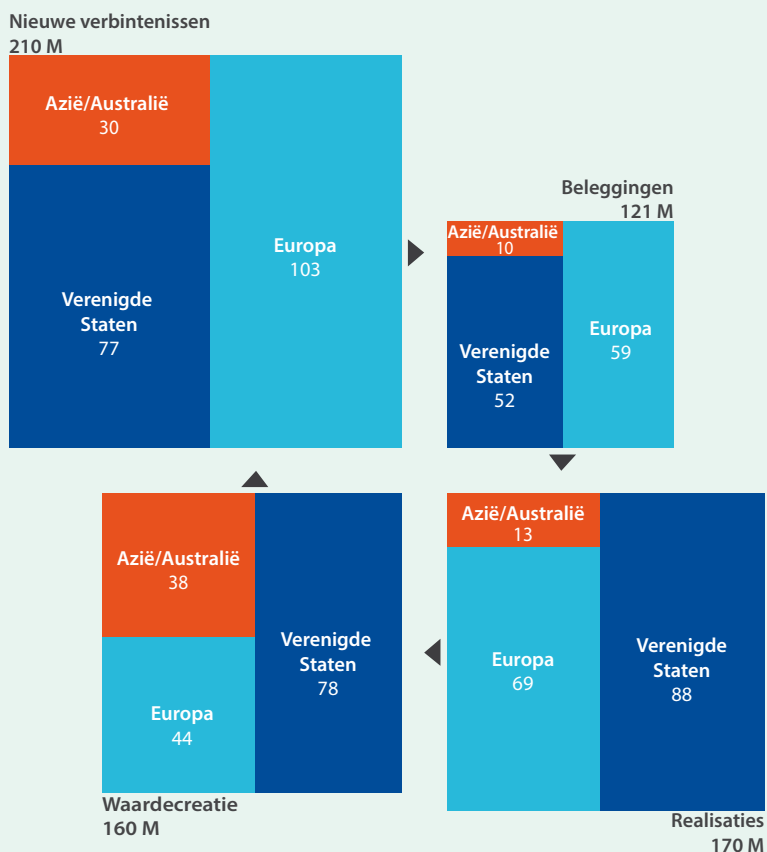 Nieuwe verbintenissen
210 M
Azië/Australië
30
Europa
103
Verenigde
Staten
77
Beleggingen
121 M
Azië/Australië
10
Europa
59
Verenigde
Staten
52
Azië/Australië
38
Verenigde
Staten
78
Europa
44
Waardecreatie
160 M
Azië/Australië
13
Europa
69
Verenigde
Staten
88
Realisaties
170 M